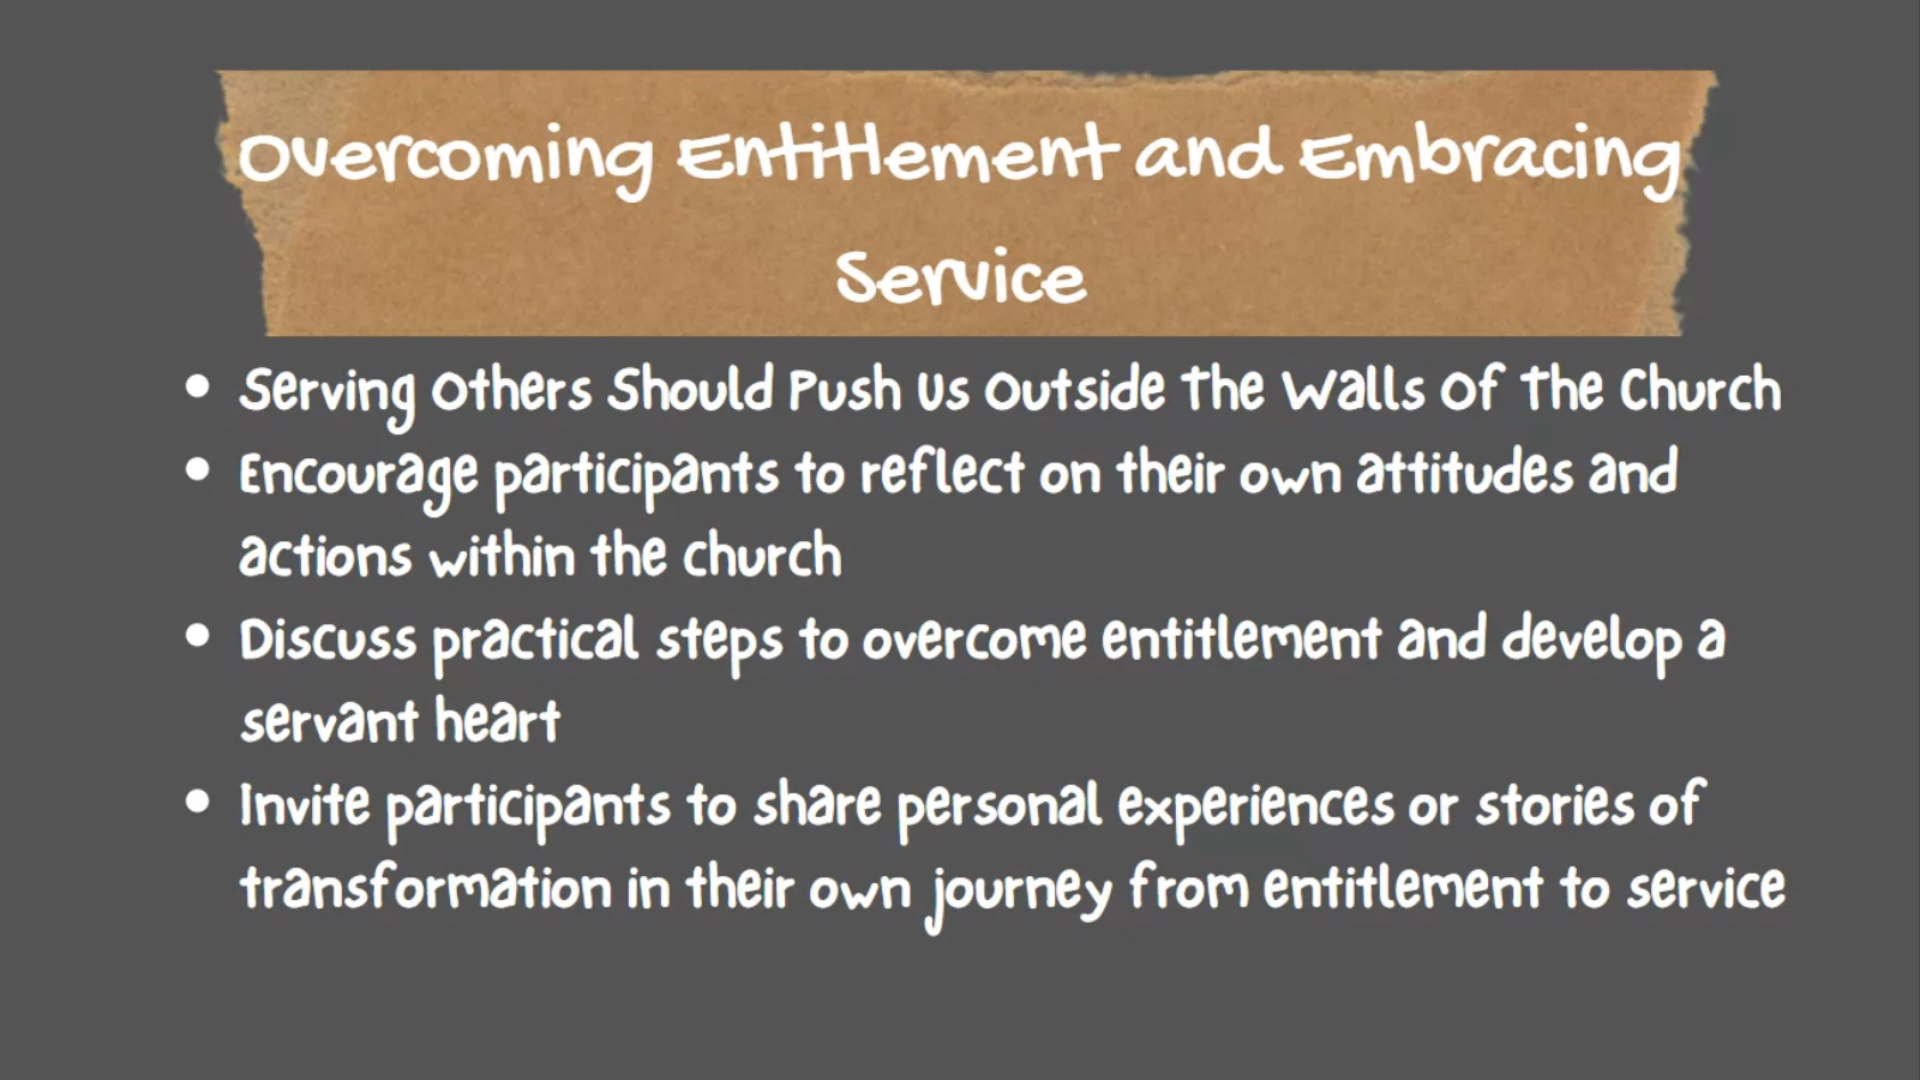 Overcoming Entitlement and Embracing
Service
• Serving Others Should Push Us Outside The Walls Of The Church
• Encourage participants to reflect on their own attitudes and
actions within the church
• Discuss practical steps to overcome entitlement and develop a
servant heart
• Invite participants to share personal experiences or stories of
transformation in their own journey from entitlement to service